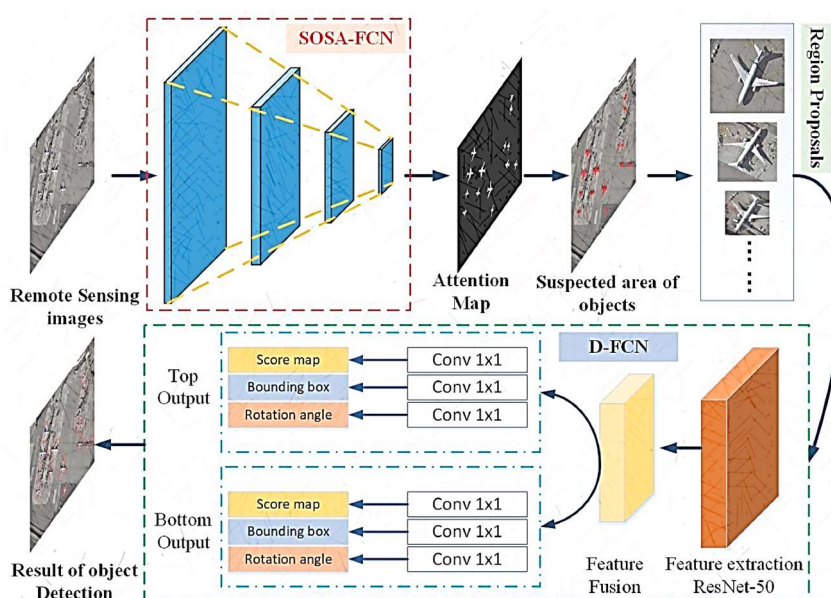 SOSA-FCN
Region Proposals
Remote Sensing
images
Attention
Map
Suspected area of
objects
D-FCN
Top
Output
Score map
Conv 1x1
Bounding box
Conv 1x1
Rotation angle
Conv 1x1
Bottom
Output
Score map
Conv 1x1
Bounding box
Conv 1x1
Rotation angle
Conv 1x1
Result of object
Detection
Feature
Fusion
Feature extraction
ResNet-50